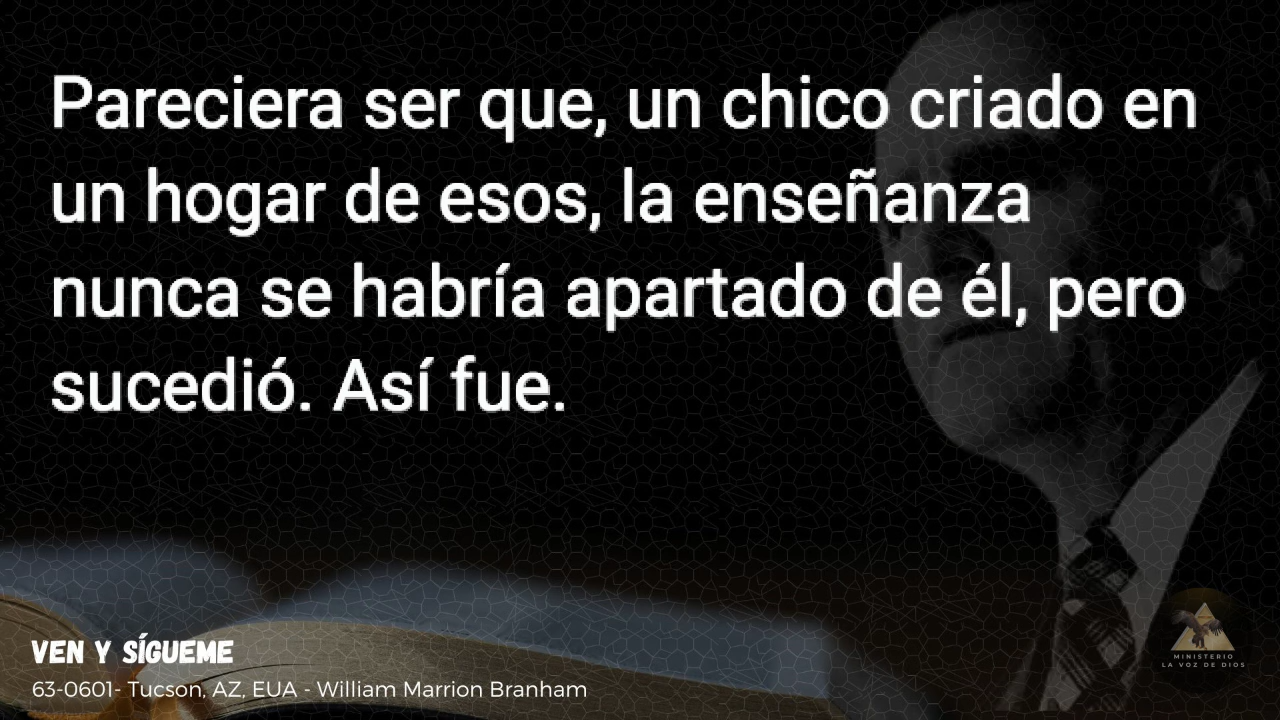 Pareciera ser que, un chico criado en
un hogar de esos, la enseñanza
nunca se habría apartado de él, pero
sucedió. Así fue.
VEN Y SÍGUEME
63-0601- Tucson, AZ, EUA - William Marrion Branham
MINISTERIO
LA VOZ DE DIOS